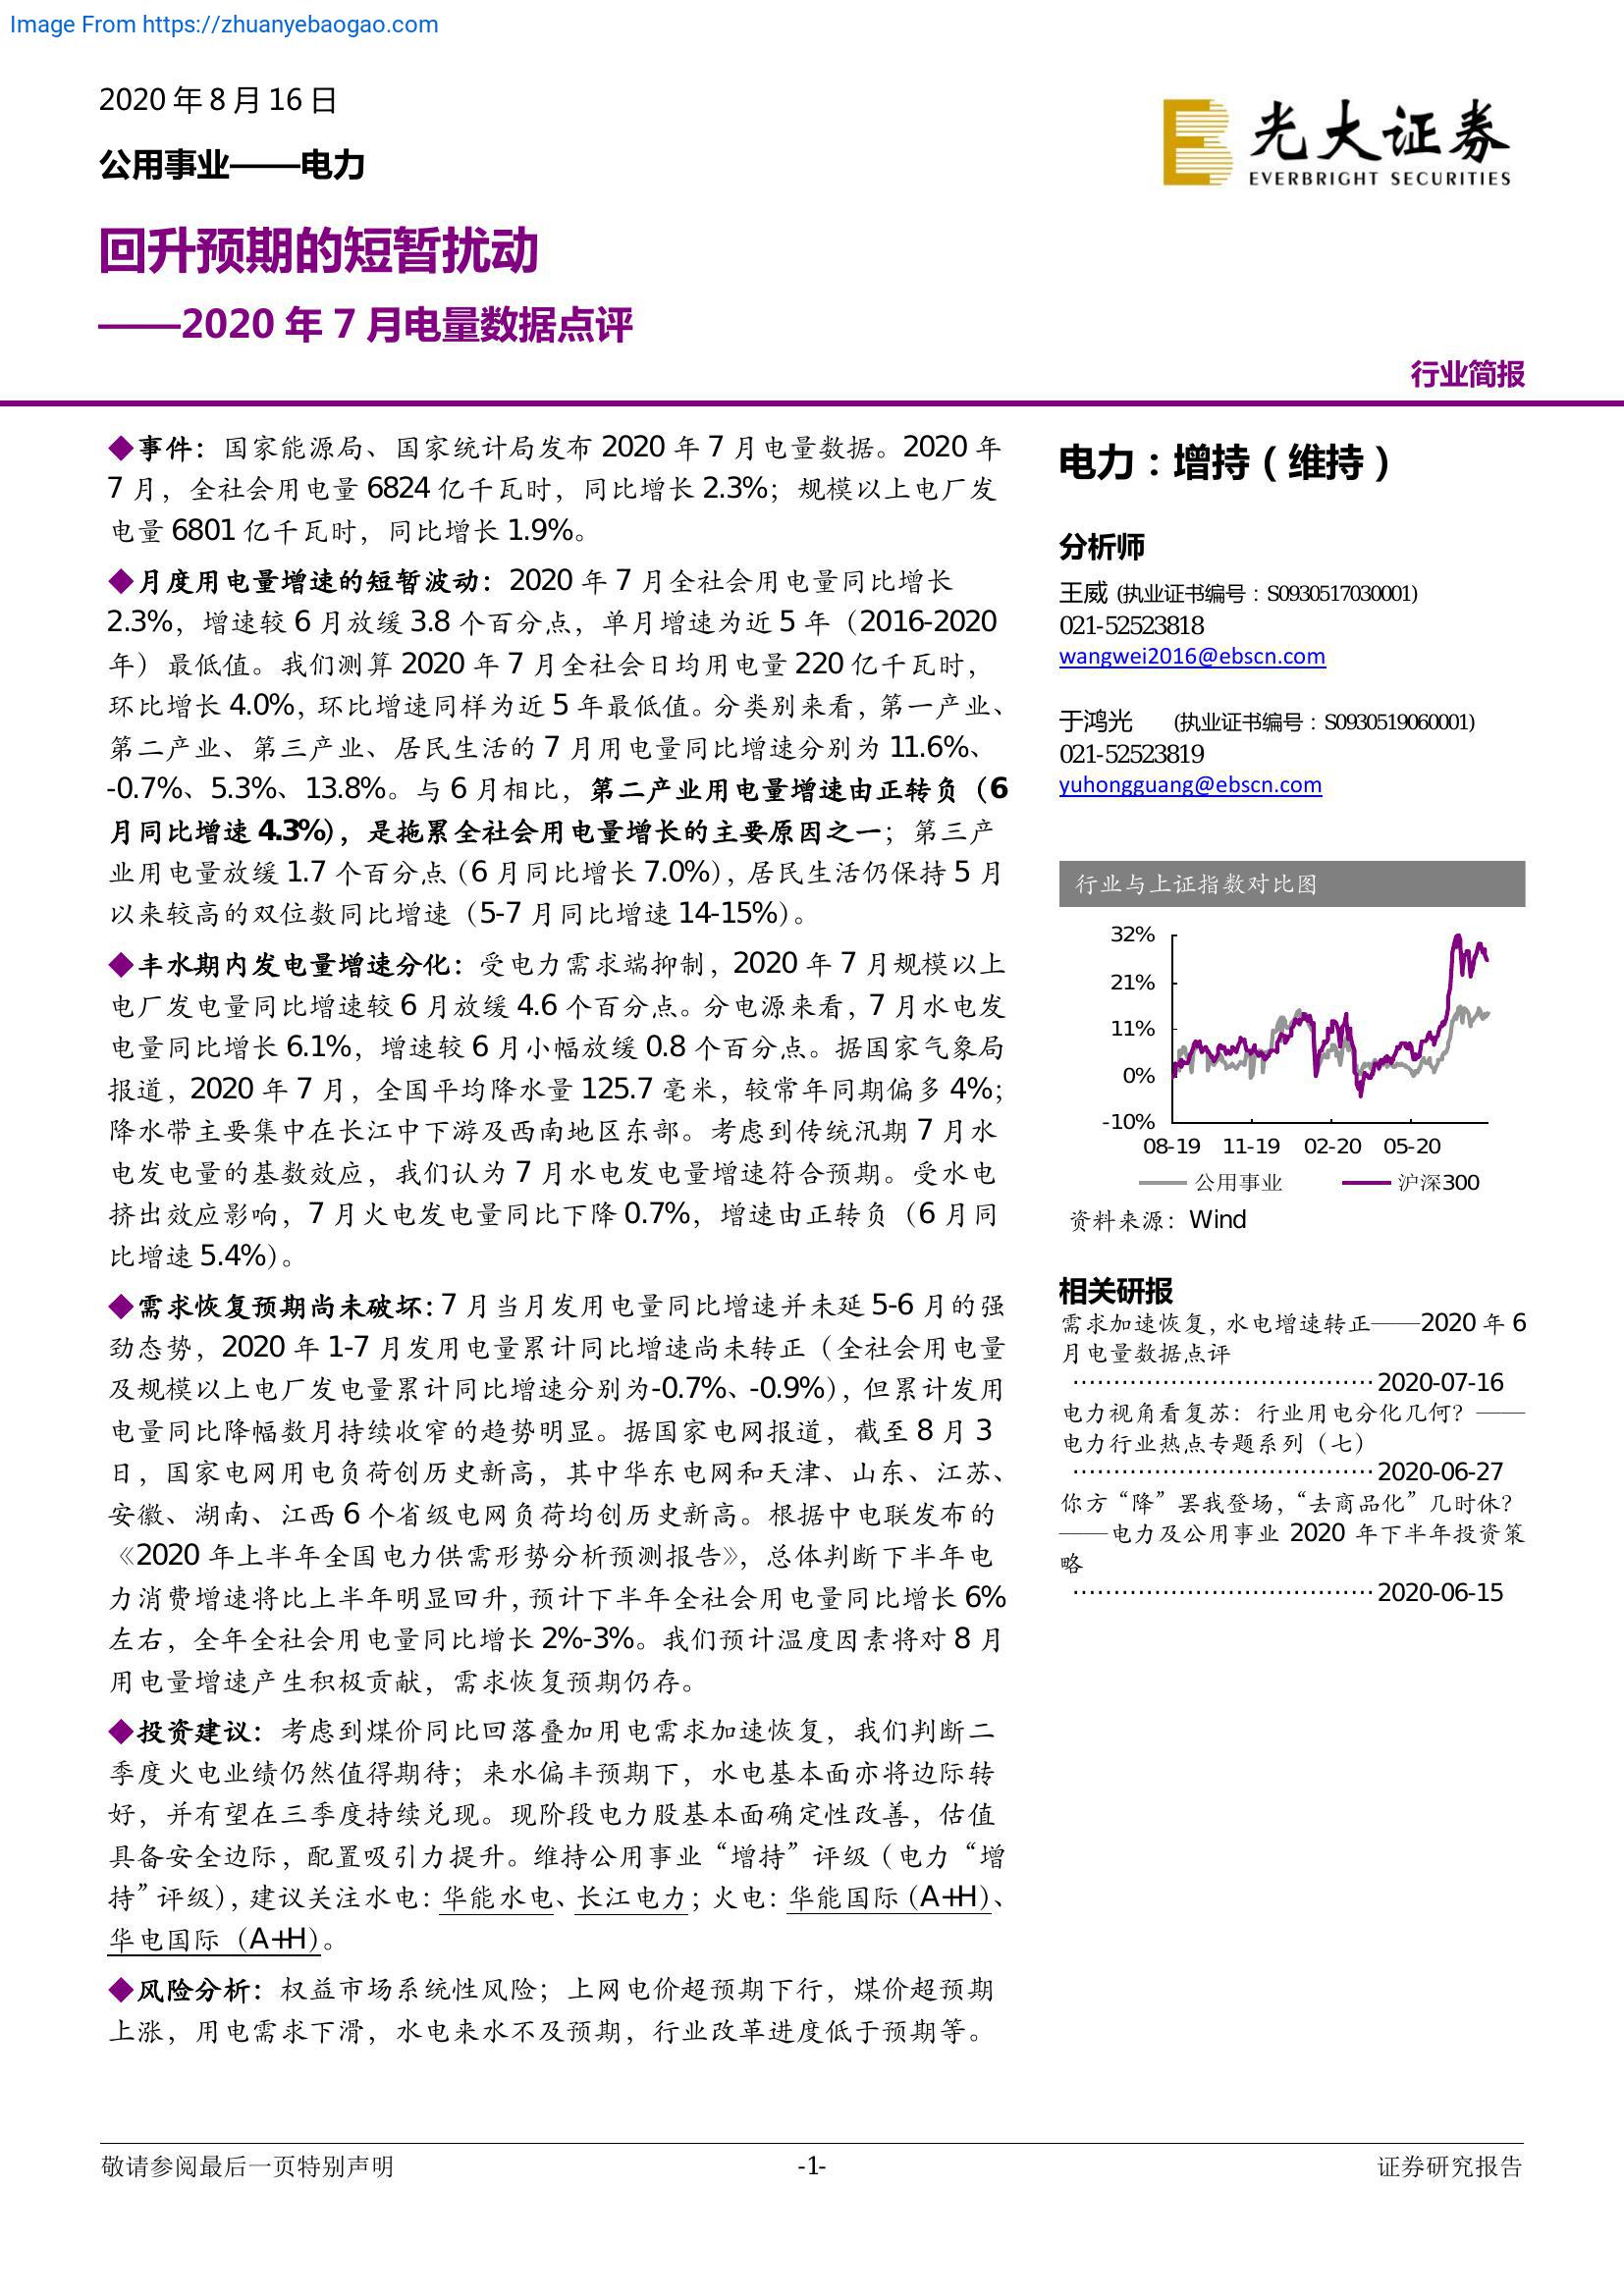 Image From https://zhuanyebaogao.com
2020 年 8 月 16 日
公用事业——电力
光大证券
EVERBRIGHT SECURITIES
回升预期的短暂扰动
——2020 年 7 月电量数据点评
行业简报
◆事件：国家能源局、国家统计局发布 2020 年 7 月电量数据。2020 年
7 月，全社会用电量 6824 亿千瓦时，同比增长 2.3%；规模以上电厂发
电量 6801 亿千瓦时，同比增长 1.9%。
◆月度用电量增速的短暂波动：2020 年 7 月全社会用电量同比增长
2.3%，增速较 6 月放缓 3.8 个百分点，单月增速为近 5 年（2016-2020
年）最低值。我们测算 2020 年 7 月全社会日均用电量 220 亿千瓦时，
环比增长 4.0%，环比增速同样为近 5 年最低值。分类别来看，第一产业、
第二产业、第三产业、居民生活的 7 月用电量同比增速分别为 11.6%、
-0.7%、5.3%、13.8%。与 6 月相比，第二产业用电量增速由正转负（6
月同比增速 4.3%），是拖累全社会用电量增长的主要原因之一；第三产
业用电量放缓 1.7 个百分点（6 月同比增长 7.0%），居民生活仍保持 5 月
以来较高的双位数同比增速（5-7 月同比增速 14-15%）。
◆丰水期内发电量增速分化：受电力需求端抑制，2020 年 7 月规模以上
电厂发电量同比增速较 6 月放缓 4.6 个百分点。分电源来看，7 月水电发
电量同比增长 6.1%，增速较 6 月小幅放缓 0.8 个百分点。据国家气象局
报道，2020 年 7 月，全国平均降水量 125.7 毫米，较常年同期偏多 4%；
降水带主要集中在长江中下游及西南地区东部。考虑到传统汛期 7 月水
电发电量的基数效应，我们认为 7 月水电发电量增速符合预期。受水电
挤出效应影响，7 月火电发电量同比下降 0.7%，增速由正转负（6 月同
比增速 5.4%）。
◆需求恢复预期尚未破坏：7 月当月发用电量同比增速并未延 5-6 月的强
劲态势，2020 年 1-7 月发用电量累计同比增速尚未转正（全社会用电量
及规模以上电厂发电量累计同比增速分别为-0.7%、-0.9%），但累计发用
电量同比降幅数月持续收窄的趋势明显。据国家电网报道，截至 8 月 3
日，国家电网用电负荷创历史新高，其中华东电网和天津、山东、江苏、
安徽、湖南、江西 6 个省级电网负荷均创历史新高。根据中电联发布的
《2020 年上半年全国电力供需形势分析预测报告》，总体判断下半年电
力消费增速将比上半年明显回升，预计下半年全社会用电量同比增长 6%
左右，全年全社会用电量同比增长 2%-3%。我们预计温度因素将对 8 月
用电量增速产生积极贡献，需求恢复预期仍存。
◆投资建议：考虑到煤价同比回落叠加用电需求加速恢复，我们判断二
季度火电业绩仍然值得期待；来水偏丰预期下，水电基本面亦将边际转
好，并有望在三季度持续兑现。现阶段电力股基本面确定性改善，估值
具备安全边际，配置吸引力提升。维持公用事业“增持”评级（电力“增
持”评级），建议关注水电：华能水电、长江电力；火电：华能国际（A+H）、
华电国际（A+H）。
◆风险分析：权益市场系统性风险；上网电价超预期下行，煤价超预期
上涨，用电需求下滑，水电来水不及预期，行业改革进度低于预期等。
电力：增持（维持）
分析师
王威 (执业证书编号：S0930517030001)
021-52523818
wangwei2016@ebscn.com
于鸿光 (执业证书编号：S0930519060001)
021-52523819
yuhongguang@ebscn.com
行业与上证指数对比图
32%
21%
11%
0%
-10%
08-19 11-19 02-20 05-20
公用事业 沪深300
资料来源：Wind
相关研报
需求加速恢复，水电增速转正——2020 年 6
月电量数据点评
····································2020-07-16
电力视角看复苏：行业用电分化几何？——
电力行业热点专题系列（七）
····································2020-06-27
你方“降”罢我登场，“去商品化”几时休？
——电力及公用事业 2020 年下半年投资策
略
····································2020-06-15
敬请参阅最后一页特别声明 -1- 证券研究报告